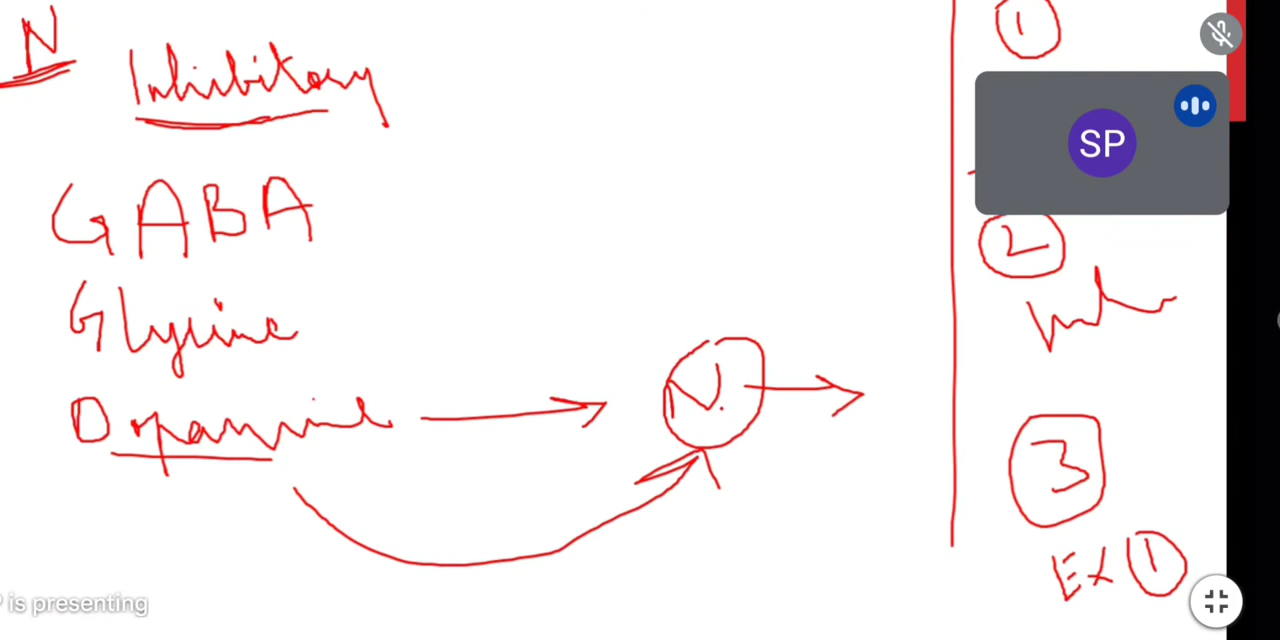 N
Inhibitory
GABA
Glycine
Dopamine
N
1
SP
2
3
Ex 1
is presenting